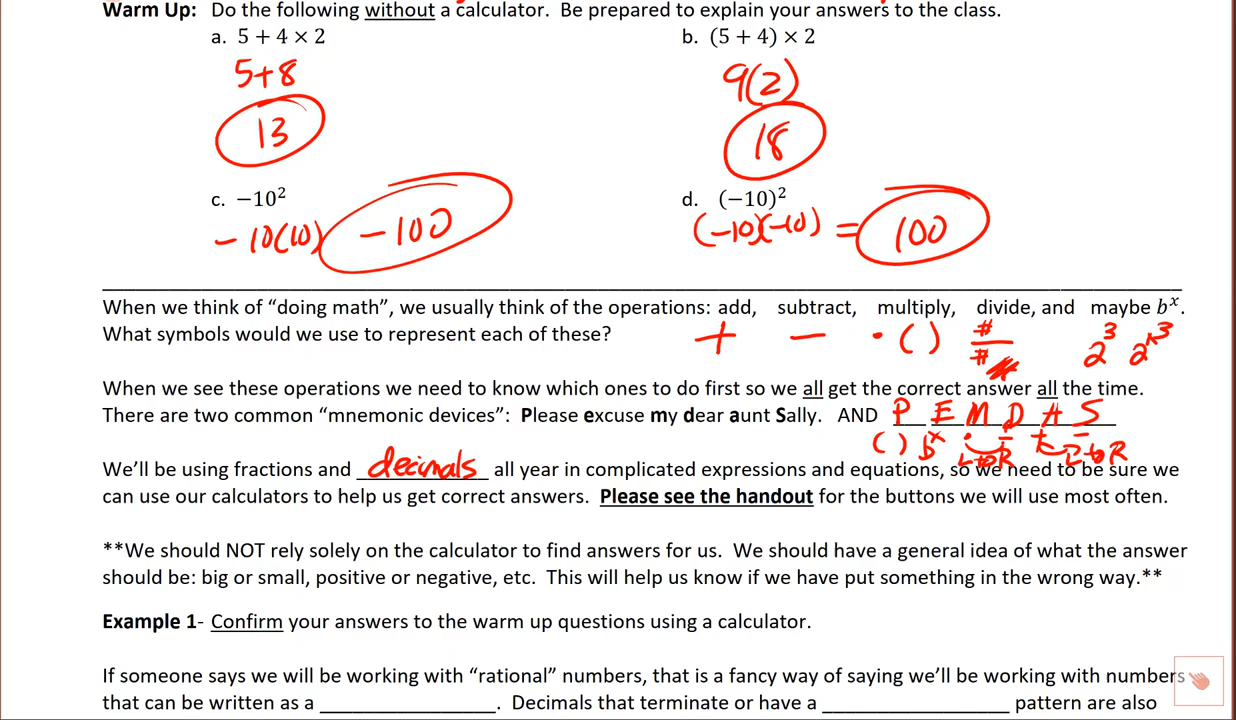 Warm Up: Do the following without a calculator. Be prepared to explain your answers to the class.
a. 5 + 4 × 2 b. (5 + 4) × 2
5+8 9(2)
13 18
c. −10² d. (−10)²
-10(10) -100 (-10)(-10) = 100
When we think of “doing math”, we usually think of the operations: add, subtract, multiply, divide, and maybe bˣ.
What symbols would we use to represent each of these? + − · ( ) #/# 2³ 2^3
When we see these operations we need to know which ones to do first so we all get the correct answer all the time.
There are two common “mnemonic devices”: Please excuse my dear aunt Sally. AND P E M D A S
( ) bˣ · ÷ + − L to R L to R
We’ll be using fractions and decimals all year in complicated expressions and equations, so we need to be sure we
can use our calculators to help us get correct answers. Please see the handout for the buttons we will use most often.
**We should NOT rely solely on the calculator to find answers for us. We should have a general idea of what the answer
should be: big or small, positive or negative, etc. This will help us know if we have put something in the wrong way.**
Example 1- Confirm your answers to the warm up questions using a calculator.
If someone says we will be working with “rational” numbers, that is a fancy way of saying we’ll be working with numbers
that can be written as a ________________. Decimals that terminate or have a _________________ pattern are also